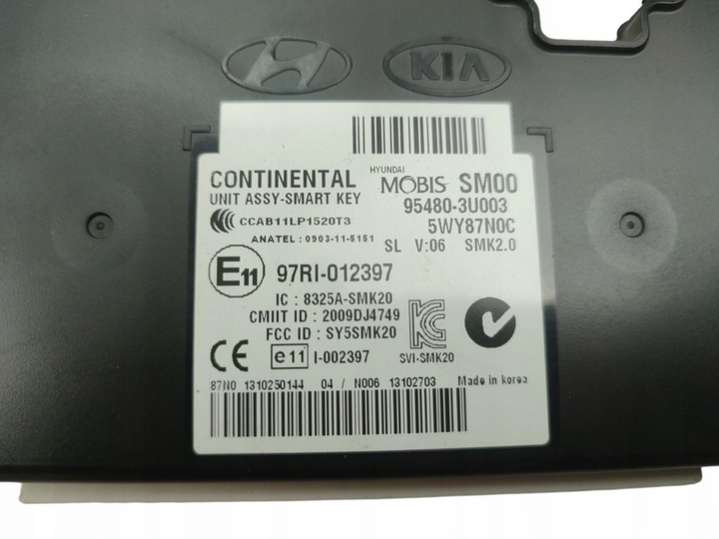 KIA
CONTINENTAL
HYUNDAI
MOBIS SM00
UNIT ASSY-SMART KEY
95480-3U003
CCAB11LP1520T3
5WY87N0C
ANATEL : 0903-11-5151
SL V:06 SMK2.0
E11 97RI-012397
IC : 8325A-SMK20
CMIIT ID : 2009DJ4749
FCC ID : SY5SMK20
CE e11 I-002397
SVI-SMK20
87N0 1310250144 04 / N006 13102703 Made in korea